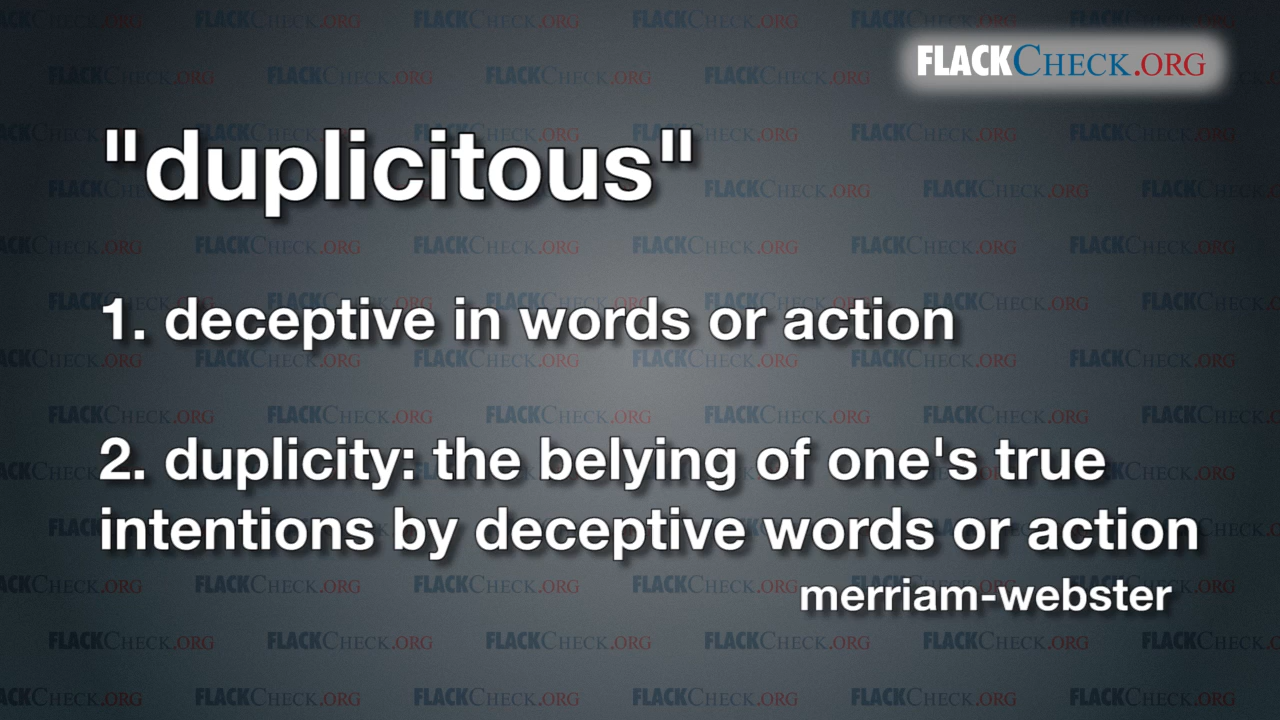 FLACKCHECK.ORG
"duplicitous"
1. deceptive in words or action
2. duplicity: the belying of one's true
intentions by deceptive words or action
merriam-webster